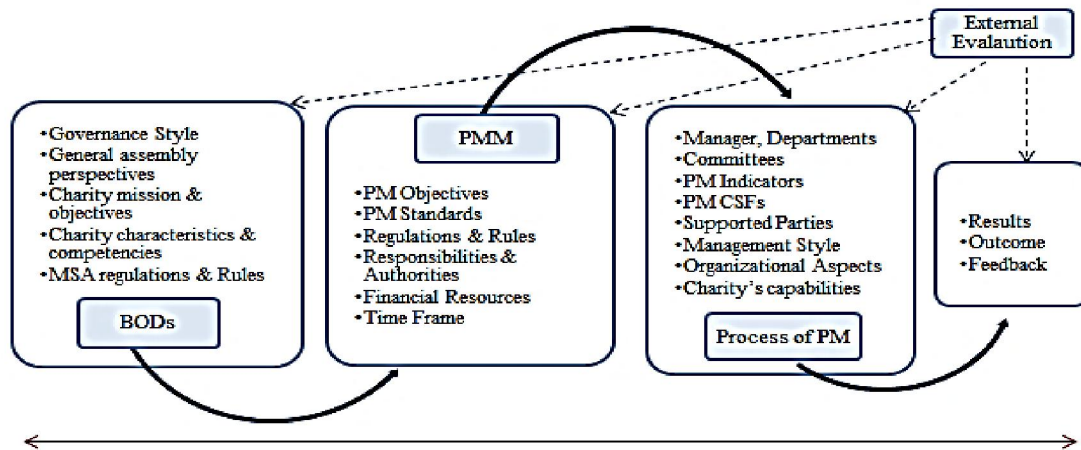 External
Evalaution
•Governance Style
•General assembly
perspectives
•Charity mission &
objectives
•Charity characteristics &
competencies
•MSA regulations & Rules
BODs
PMM
•PM Objectives
•PM Standards
•Regulations & Rules
•Responsibilities &
Authorities
•Financial Resources
•Time Frame
•Manager, Departments
•Committees
•PM Indicators
•PM CSFs
•Supported Parties
•Management Style
•Organizational Aspects
•Charity's capabilities
Process of PM
•Results
•Outcome
•Feedback